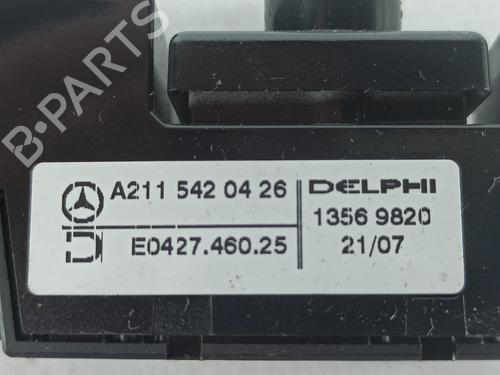 A211 542 04 26
DELPHI
E0427.460.25
1356 9820
21/07
B-PARTS